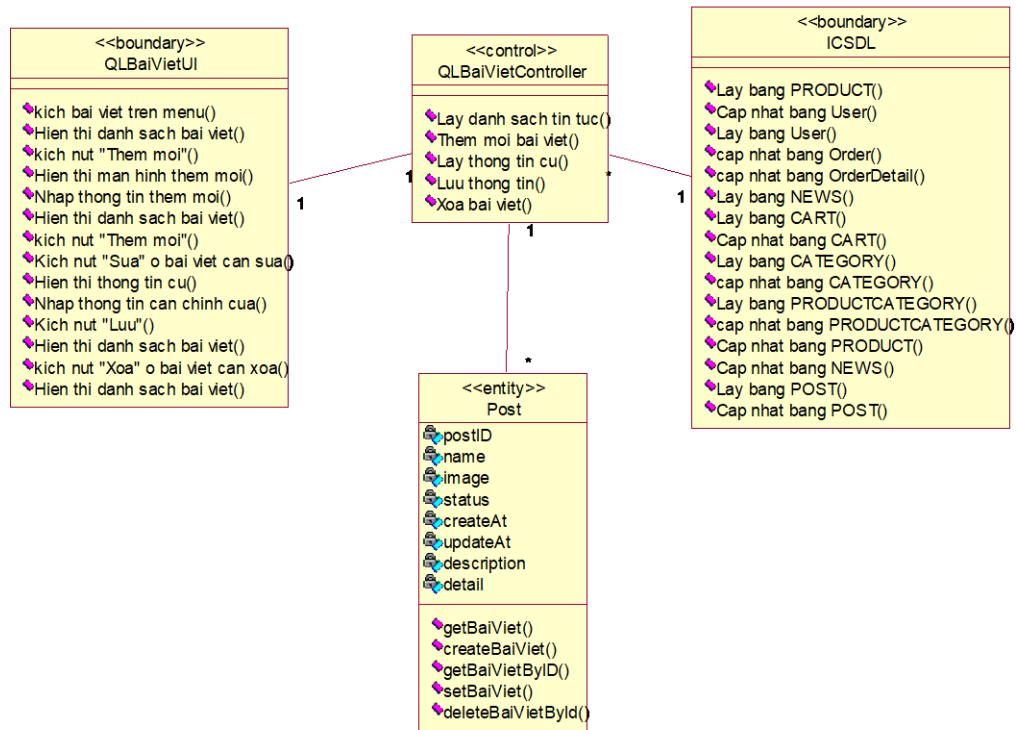 <<boundary>>
QLBaiVietUI
kich bai viet tren menu()
Hien thi danh sach bai viet()
kich nut "Them moi"()
Hien thi man hinh them moi()
Nhap thong tin them moi()
Hien thi danh sach bai viet()
kich nut "Them moi"()
Kich nut "Sua" o bai viet can sua()
Hien thi thong tin cu()
Nhap thong tin can chinh cua()
Kich nut "Luu"()
Hien thi danh sach bai viet()
kich nut "Xoa" o bai viet can xoa()
Hien thi danh sach bai viet()
1
1
<<control>>
QLBaiVietController
Lay danh sach tin tuc()
Them moi bai viet()
Lay thong tin cu()
Luu thong tin()
Xoa bai viet()
*
1
1
*
<<boundary>>
ICSDL
Lay bang PRODUCT()
Cap nhat bang User()
Lay bang User()
cap nhat bang Order()
cap nhat bang OrderDetail()
Lay bang NEWS()
Lay bang CART()
Cap nhat bang CART()
Lay bang CATEGORY()
cap nhat bang CATEGORY()
Lay bang PRODUCTCATEGORY()
cap nhat bang PRODUCTCATEGORY()
Cap nhat bang PRODUCT()
Cap nhat bang NEWS()
Lay bang POST()
Cap nhat bang POST()
<<entity>>
Post
postID
name
image
status
createAt
updateAt
description
detail
getBaiViet()
createBaiViet()
getBaiVietByID()
setBaiViet()
deleteBaiVietById()